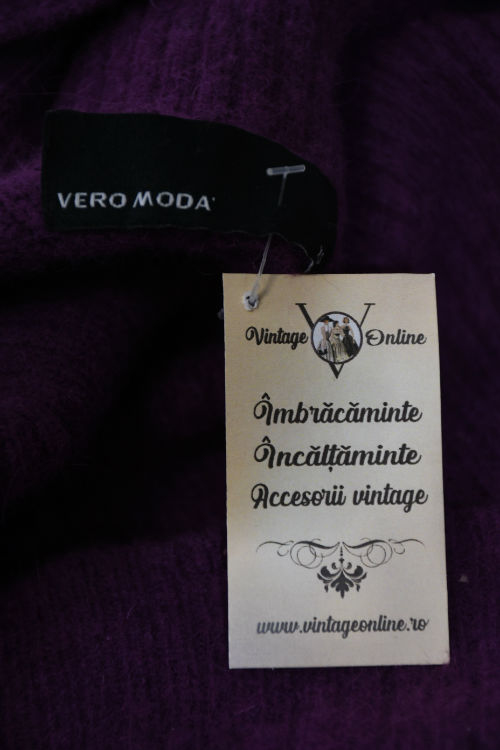 VERO MODA
Vintage Online
Îmbrăcăminte
Încălțăminte
Accesorii vintage
www.vintageonline.ro